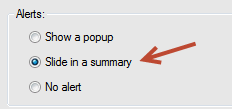 Alerts:
Show a popup
Slide in a summary
No alert